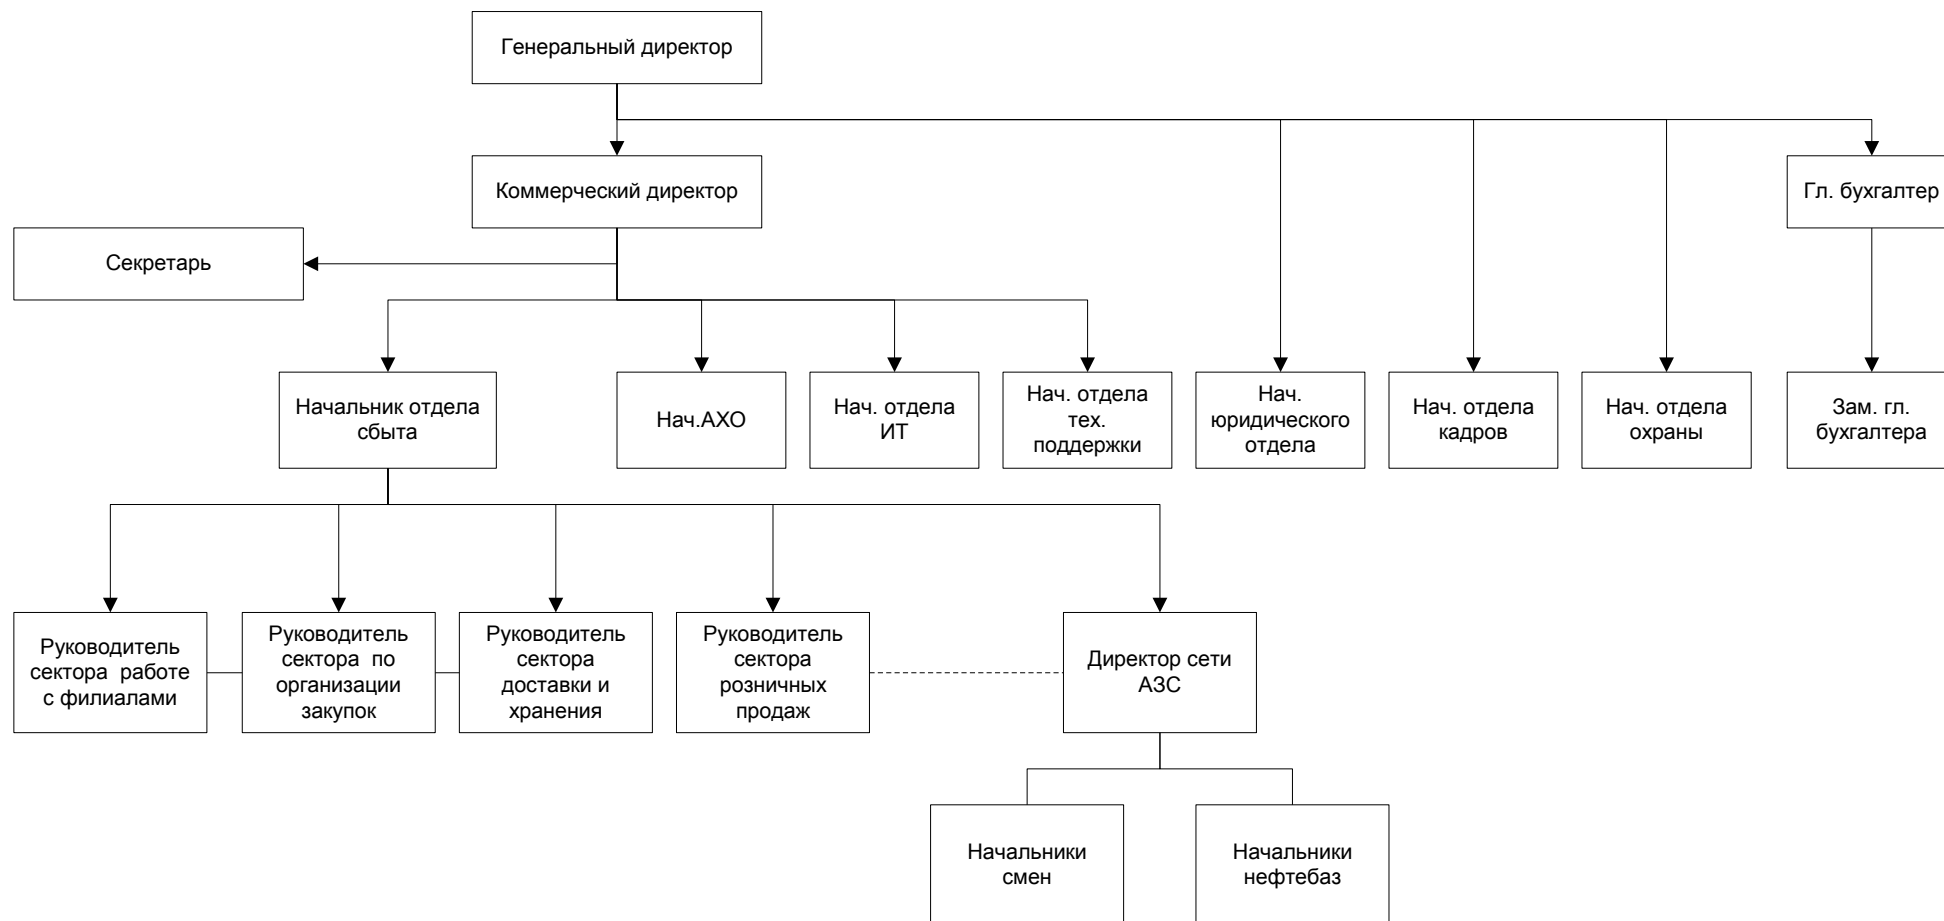 Генеральный директор
Коммерческий директор
Гл. бухгалтер
Секретарь
Начальник отдела
сбыта
Нач.АХО
Нач. отдела
ИТ
Нач. отдела
тех.
поддержки
Нач.
юридического
отдела
Нач. отдела
кадров
Нач. отдела
охраны
Зам. гл.
бухгалтера
Руководитель
сектора  работе
с филиалами
Руководитель
сектора  по
организации
закупок
Руководитель
сектора
доставки и
хранения
Руководитель
сектора
розничных
продаж
Директор сети
АЗС
Начальники
смен
Начальники
нефтебаз